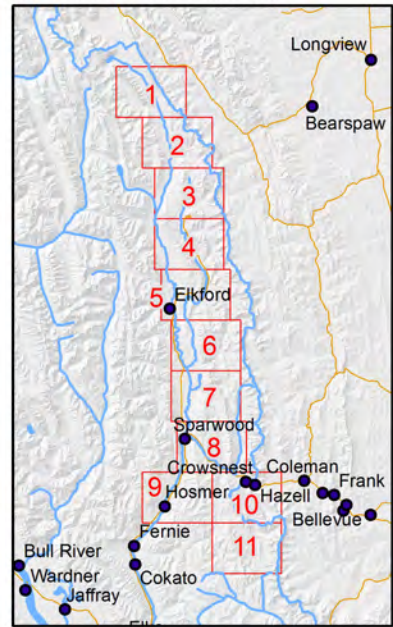 Longview
1
Bearspaw
2
3
4
5
Elkford
6
7
Sparwood
8
Crowsnest
Coleman
Frank
9
Hosmer
10
Hazell
Bellevue
Fernie
11
Bull River
Cokato
Wardner
Jaffray